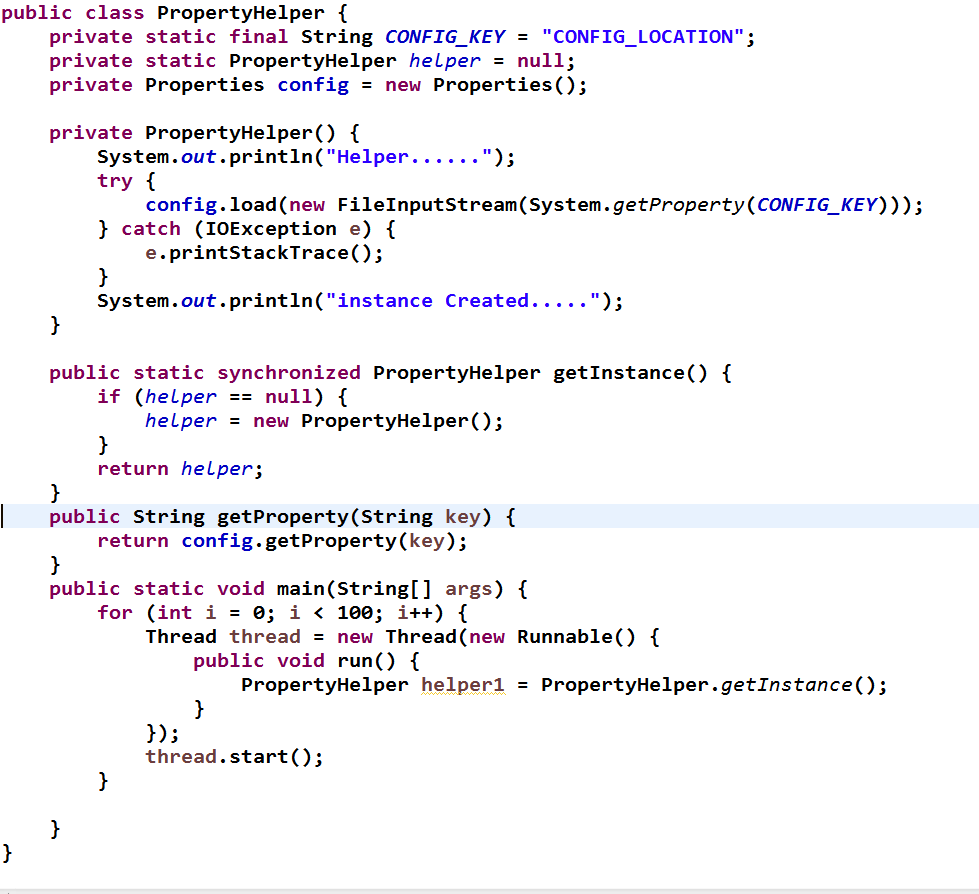 public class PropertyHelper {
    private static final String CONFIG_KEY = "CONFIG_LOCATION";
    private static PropertyHelper helper = null;
    private Properties config = new Properties();

    private PropertyHelper() {
        System.out.println("Helper......");
        try {
            config.load(new FileInputStream(System.getProperty(CONFIG_KEY)));
        } catch (IOException e) {
            e.printStackTrace();
        }
        System.out.println("instance Created.....");
    }

    public static synchronized PropertyHelper getInstance() {
        if (helper == null) {
            helper = new PropertyHelper();
        }
        return helper;
    }
    public String getProperty(String key) {
        return config.getProperty(key);
    }
    public static void main(String[] args) {
        for (int i = 0; i < 100; i++) {
            Thread thread = new Thread(new Runnable() {
                public void run() {
                    PropertyHelper helper1 = PropertyHelper.getInstance();
                }
            });
            thread.start();
        }

    }
}